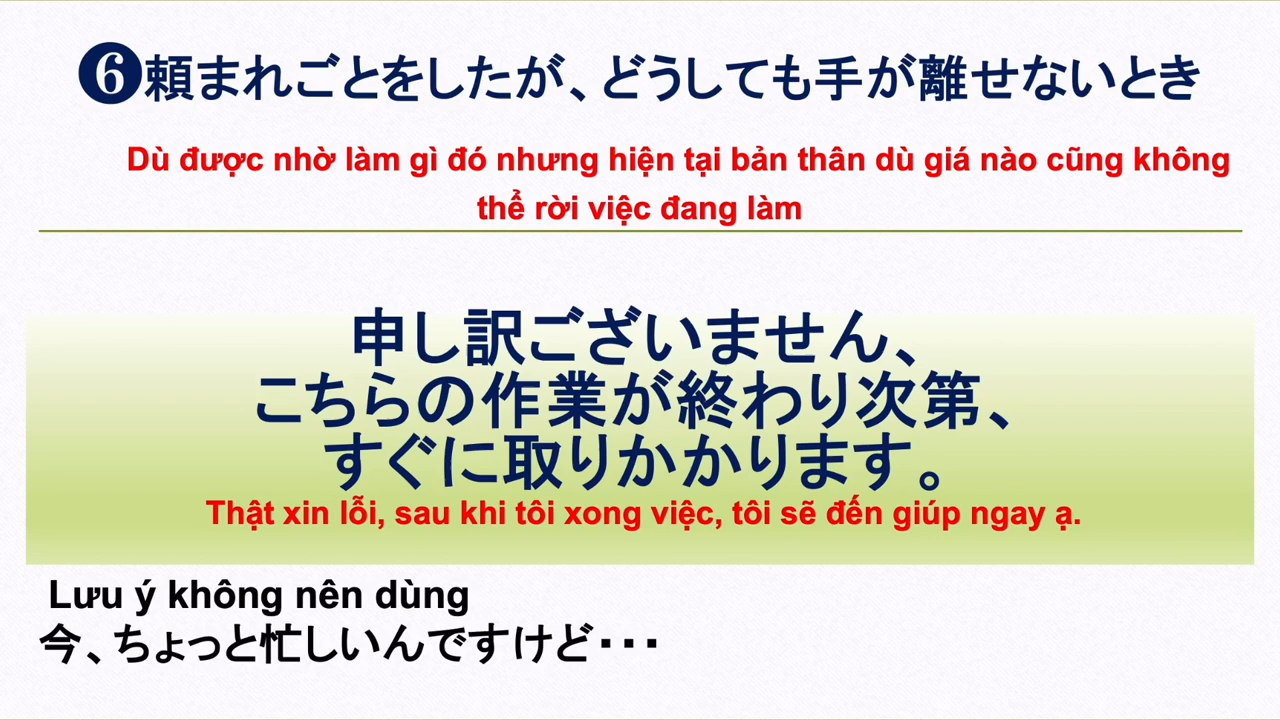 ❻頼まれごとをしたが、どうしても手が離せないとき
Dù được nhờ làm gì đó nhưng hiện tại bản thân dù giá nào cũng không
thể rời việc đang làm
申し訳ございません、
こちらの作業が終わり次第、
すぐに取りかかります。
Thật xin lỗi, sau khi tôi xong việc, tôi sẽ đến giúp ngay ạ.
Lưu ý không nên dùng
今、ちょっと忙しいんですけど・・・